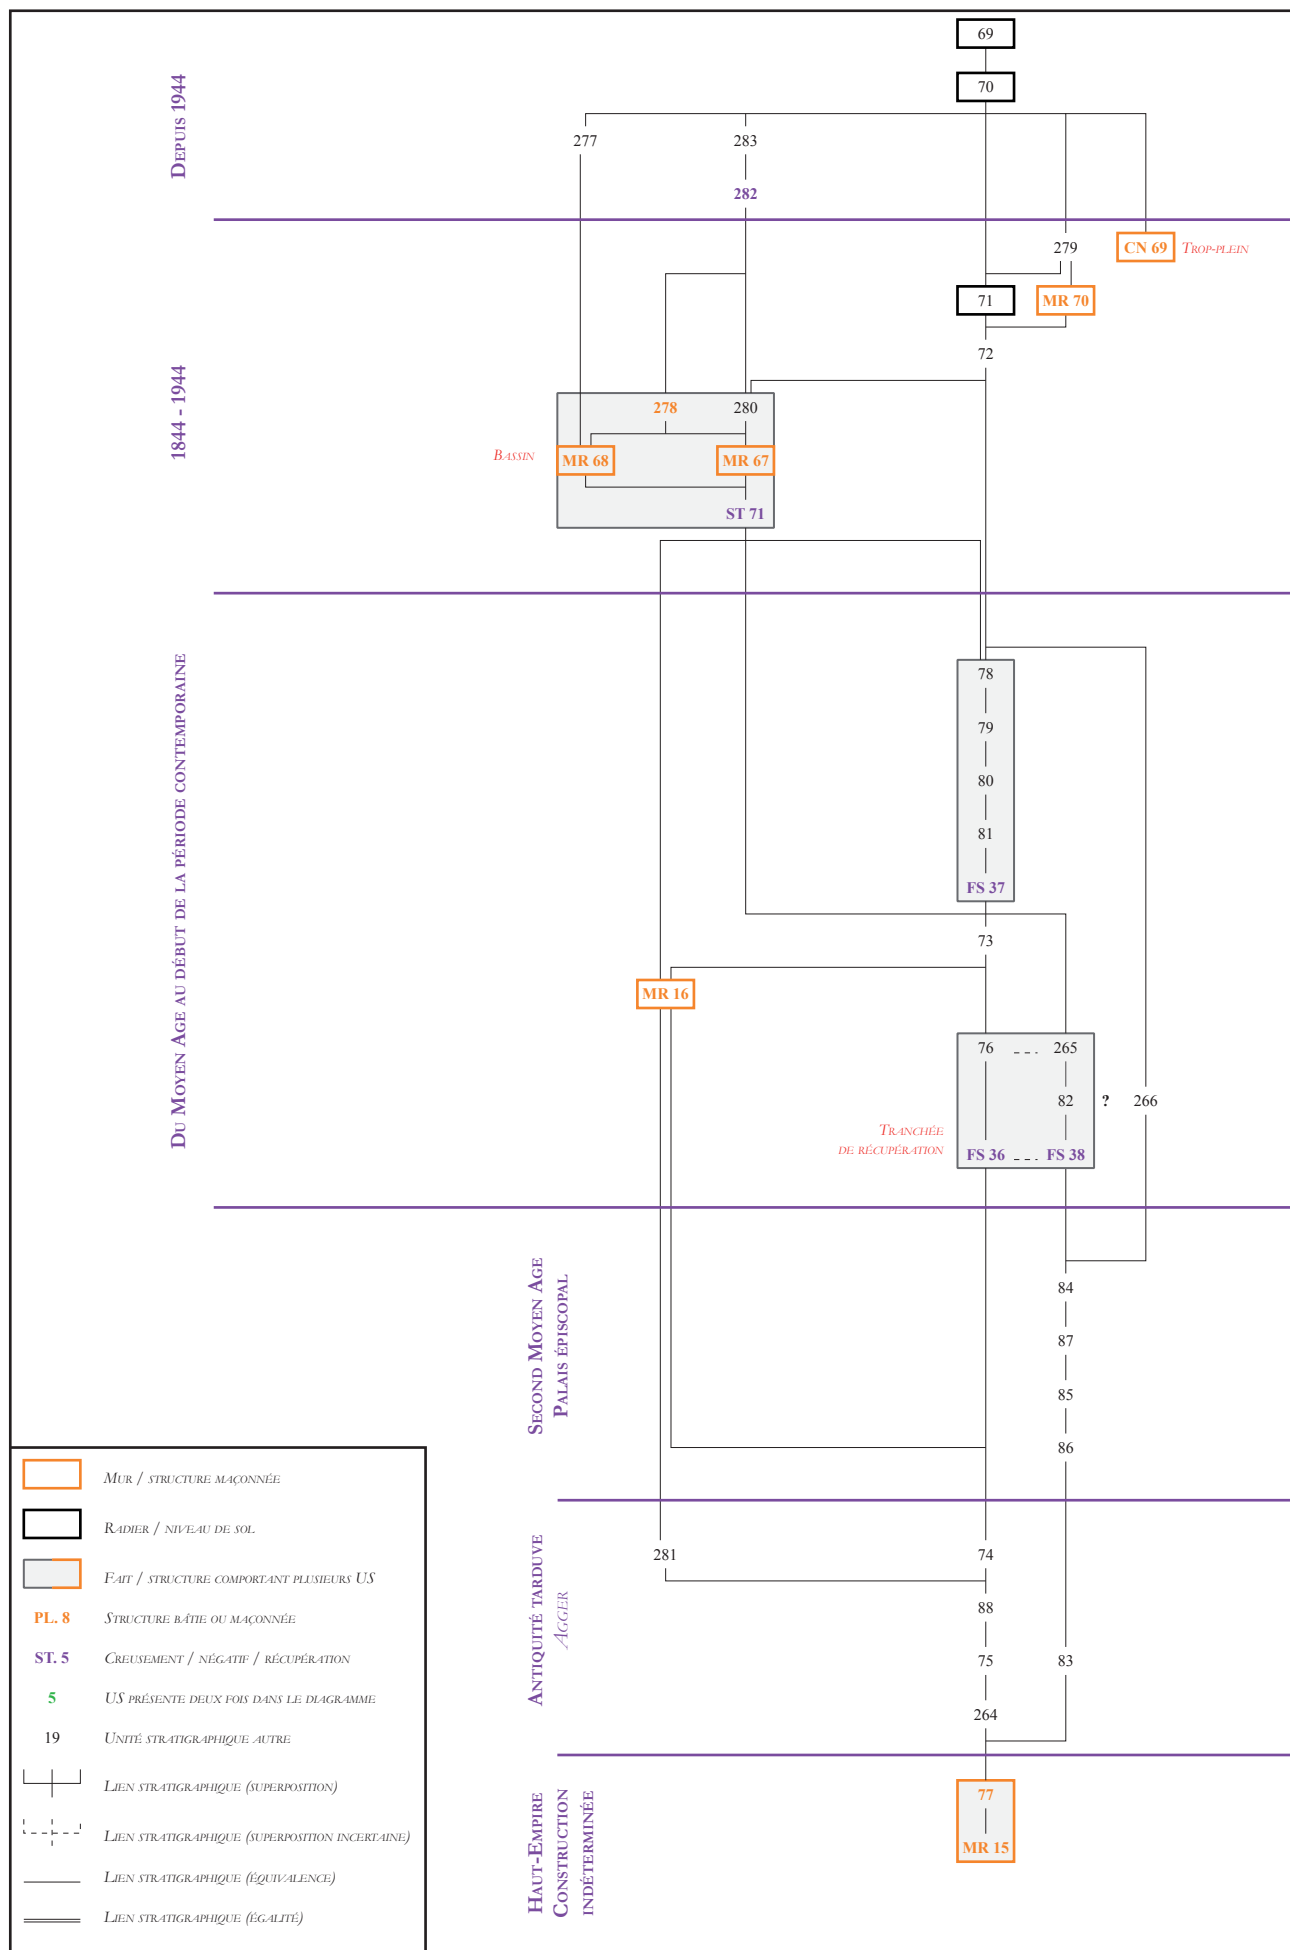 69
70
DEPUIS 1944
277
283
282
279
CN 69
TROP-PLEIN
71
MR 70
72
1844 - 1944
278
280
BASSIN
MR 68
MR 67
ST 71
DU MOYEN AGE AU DÉBUT DE LA PÉRIODE CONTEMPORAINE
78
79
80
81
FS 37
73
MR 16
76
265
82
?
266
TRANCHÉE
DE RÉCUPÉRATION
FS 36
FS 38
SECOND MOYEN AGE
PALAIS ÉPISCOPAL
84
87
85
86
ANTIQUITÉ TARDUVE
AGGER
281
74
88
75
83
264
HAUT-EMPIRE
CONSTRUCTION
INDÉTERMINÉE
77
MR 15
MUR / STRUCTURE MAÇONNÉE
RADIER / NIVEAU DE SOL
FAIT / STRUCTURE COMPORTANT PLUSIEURS US
PL. 8 STRUCTURE BÂTIE OU MAÇONNÉE
ST. 5 CREUSEMENT / NÉGATIF / RÉCUPÉRATION
5 US PRÉSENTE DEUX FOIS DANS LE DIAGRAMME
19 UNITÉ STRATIGRAPHIQUE AUTRE
LIEN STRATIGRAPHIQUE (SUPERPOSITION)
LIEN STRATIGRAPHIQUE (SUPERPOSITION INCERTAINE)
LIEN STRATIGRAPHIQUE (ÉQUIVALENCE)
LIEN STRATIGRAPHIQUE (ÉGALITÉ)